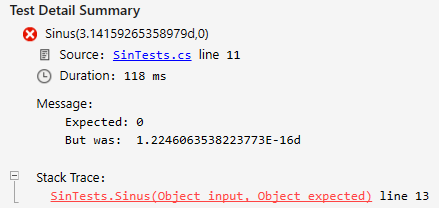 Test Detail Summary
Sinus(3.14159265358979d,0)
Source: SinTests.cs line 11
Duration: 118 ms
Message:
Expected: 0
But was: 1.2246063538223773E-16d
Stack Trace:
SinTests.Sinus(Object input, Object expected) line 13